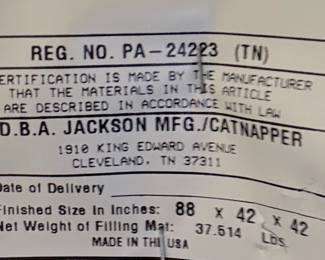 REG. NO. PA-24223 (TN)
ERTIFICATION IS MADE BY THE MANUFACTURER
THAT THE MATERIALS IN THIS ARTICLE
ARE DESCRIBED IN ACCORDANCE WITH LAW
D.B.A. JACKSON MFG./CATNAPPER
1910 KING EDWARD AVENUE
CLEVELAND, TN 37311
Date of Delivery
Finished Size In Inches: 88 X 42 X 42
Net Weight of Filling Mat: 37.514 Lbs.
MADE IN THE USA